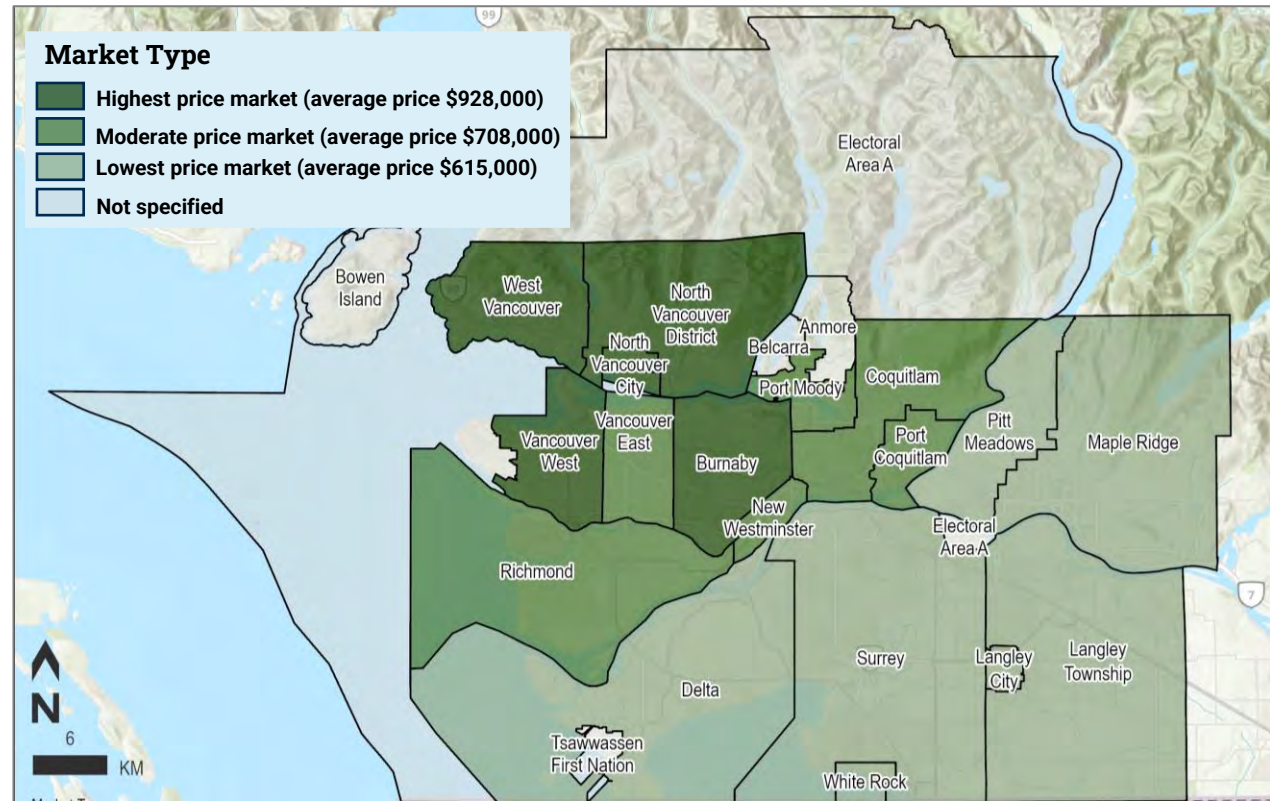 99
Market Type
Highest price market (average price $928,000)
Moderate price market (average price $708,000)
Lowest price market (average price $615,000)
Not specified
Electoral
Area A
Bowen
Island
West
Vancouver
North
Vancouver
District
North
Vancouver
City
Belcarra
Anmore
Port Moody
Coquitlam
Vancouver
West
Vancouver
East
Burnaby
Port
Coquitlam
Pitt
Meadows
Maple Ridge
New
Westminster
Electoral
Area A
Richmond
7
Delta
Surrey
Langley
City
Langley
Township
Tsawwassen
First Nation
White Rock
N
6
KM